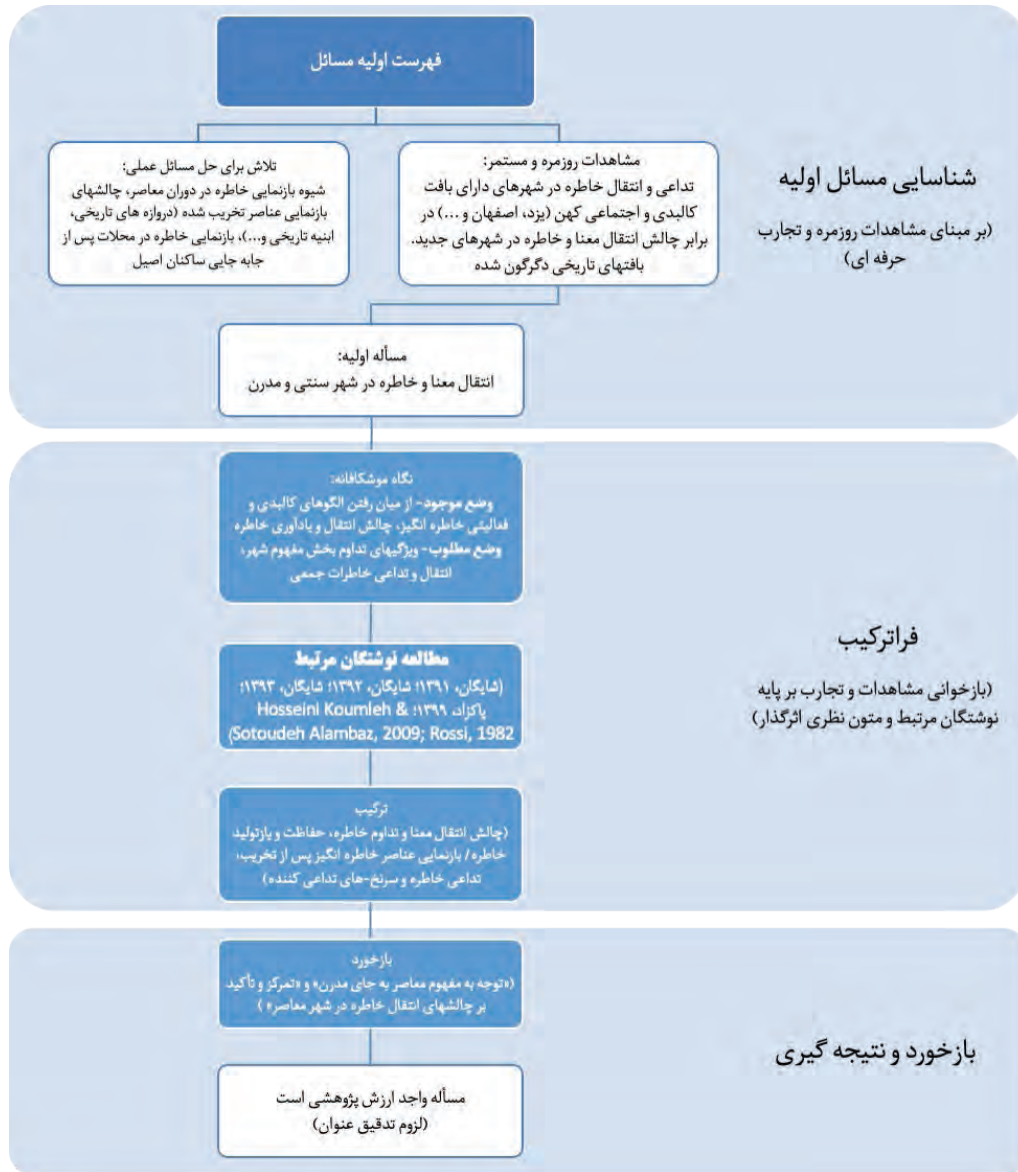 فهرست اولیه مسائل
شناسایی مسائل اولیه
(بر مبنای مشاهدات روزمره و تجارب
حرفه ای)
مشاهدات روزمره و مستمر:
تداعی و انتقال خاطره در شهرهای دارای بافت
کالبدی و اجتماعی کهن (یزد، اصفهان و ...) در
برابر چالش انتقال معنا و خاطره در شهرهای جدید.
بافتهای تاریخی دگرگون شده
تلاش برای حل مسائل عملی:
شیوه بازنمایی خاطره در دوران معاصر، چالشهای
بازنمایی عناصر تخریب شده (دروازه های تاریخی،
ابنیه تاریخی و...)، بازنمایی خاطره در محلات پس از
جابه جایی ساکنان اصیل
مسأله اولیه:
انتقال معنا و خاطره در شهر سنتی و مدرن
فراترکیب
(بازخوانی مشاهدات و تجارب بر پایه
نوشتگان مرتبط و متون نظری اثرگذار)
نگاه موشکافانه:
وضع موجود- از میان رفتن الگوهای کالبدی و
فعالیتی خاطره انگیز، چالش انتقال و یادآوری خاطره
وضع مطلوب- ویژگیهای تداوم بخش مفهوم شهر،
انتقال و تداعی خاطرات جمعی
مطالعه نوشتگان مرتبط
(شایگان، ۱۳۹۱؛ شایگان، ۱۳۹۲؛ شایگان، ۱۳۹۳؛
پاکزاد، ۱۳۹۹؛ Hosseini Koumleh &
Sotoudeh Alambaz, 2009; Rossi, 1982)
ترکیب
(چالش انتقال معنا و تداوم خاطره، حفاظت و بازتولید
خاطره/ بازنمایی عناصر خاطره انگیز پس از تخریب،
تداعی خاطره و سرنخ-های تداعی کننده)
بازخورد و نتیجه گیری
بازخورد
(«توجه به مفهوم معاصر به جای مدرن» و «تمرکز و تأکید
بر چالشهای انتقال خاطره در شهر معاصر» )
مسأله واجد ارزش پژوهشی است
(لزوم تدقیق عنوان)